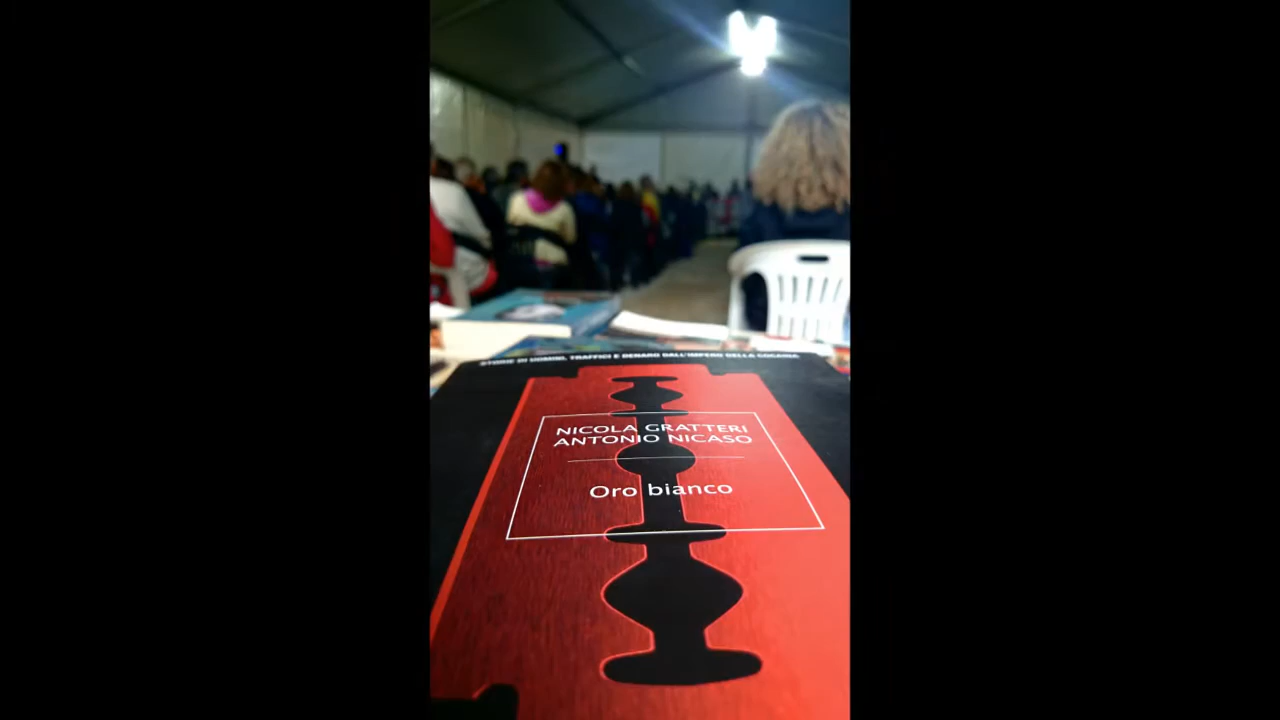 STORIE DI UOMINI, TRAFFICI E DENARO DALL'IMPERO DELLA COCAINA
NICOLA GRATTERI
ANTONIO NICASO
Oro bianco